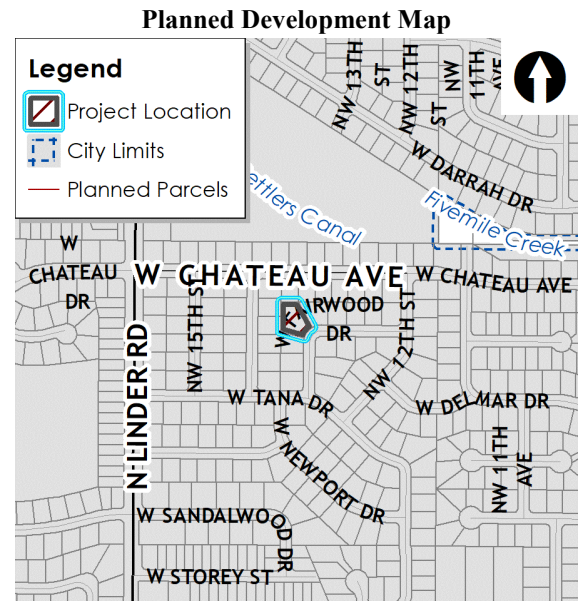 Planned Development Map
Legend
Project Location
City Limits
Planned Parcels
NW 13TH
ST
NW 12TH
ST
NW
11TH
W DARRAH DR
ettlers Canal
Fivemile Creek
W
CHATEAU
DR
W CHATEAU AVE
W CHATEAU AVE
N LINDER RD
NW 15TH ST
ARWOOD
DR
NW 12TH ST
W TANA DR
W DELMAR DR
W NEWPORT DR
NW 11TH
AVE
W SANDALWOOD DR
W STOREY ST